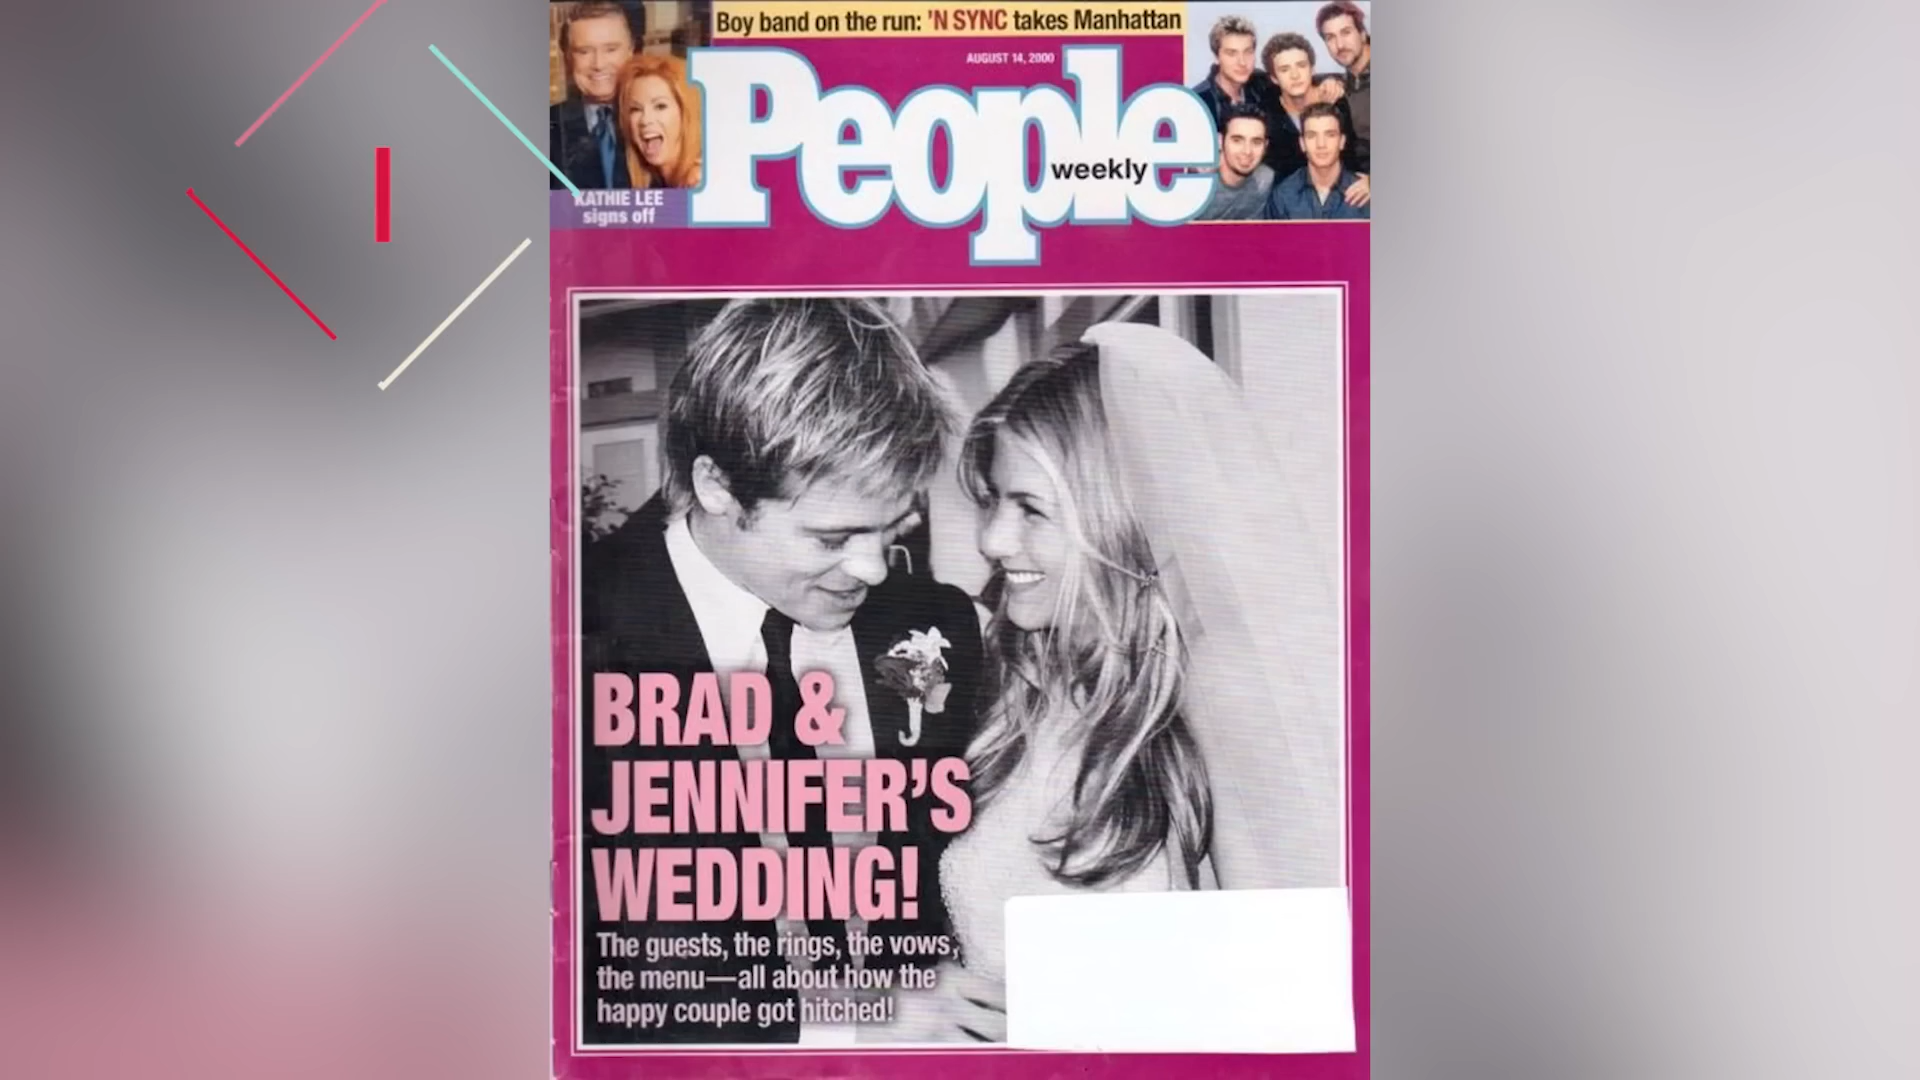 Boy band on the run: 'N SYNC takes Manhattan
AUGUST 14, 2000
People
weekly
KATHIE LEE
signs off
BRAD &
JENNIFER'S
WEDDING!
The guests, the rings, the vows,
the menu—all about how the
happy couple got hitched!